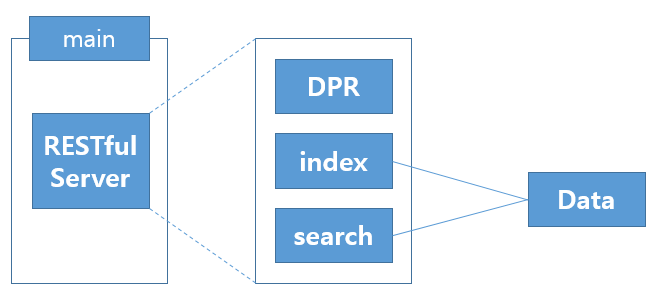 main
RESTful
Server
DPR
index
search
Data